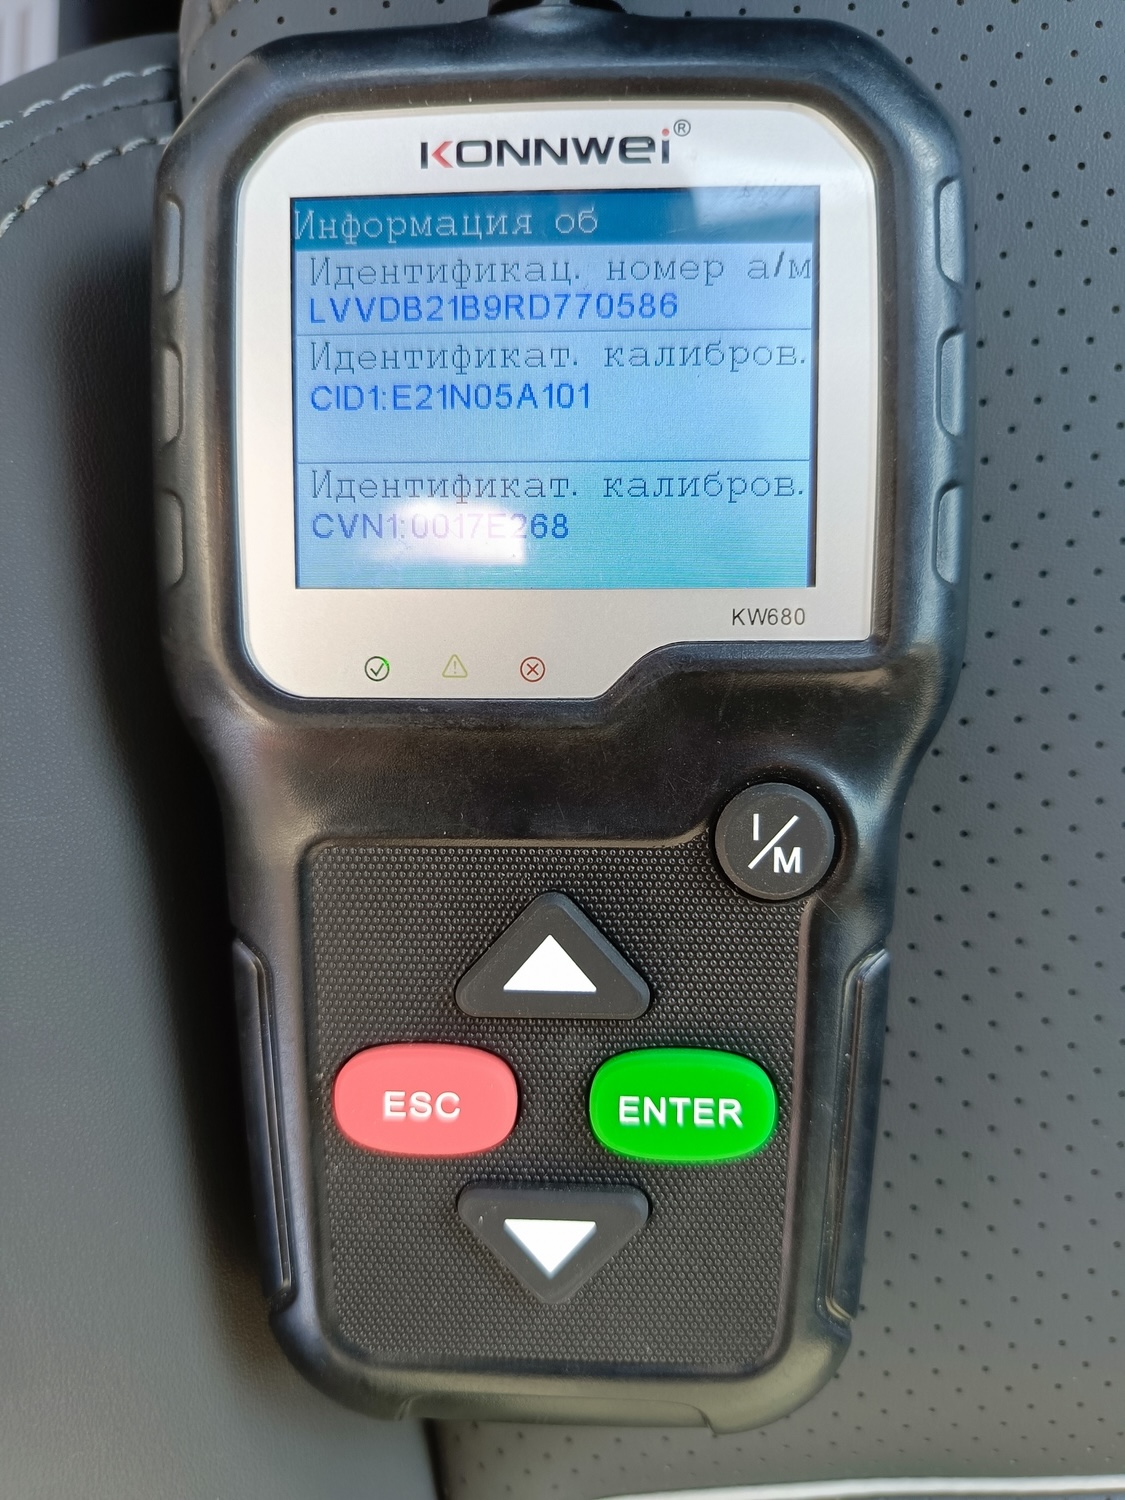 KONNWEI®
Информация об
Идентификац. номер а/м
LVVDB21B9RD770586
Идентификат. калибров.
CID1:E21N05A101
Идентификат. калибров.
CVN1:0017E268
KW680
I/M
ESC
ENTER